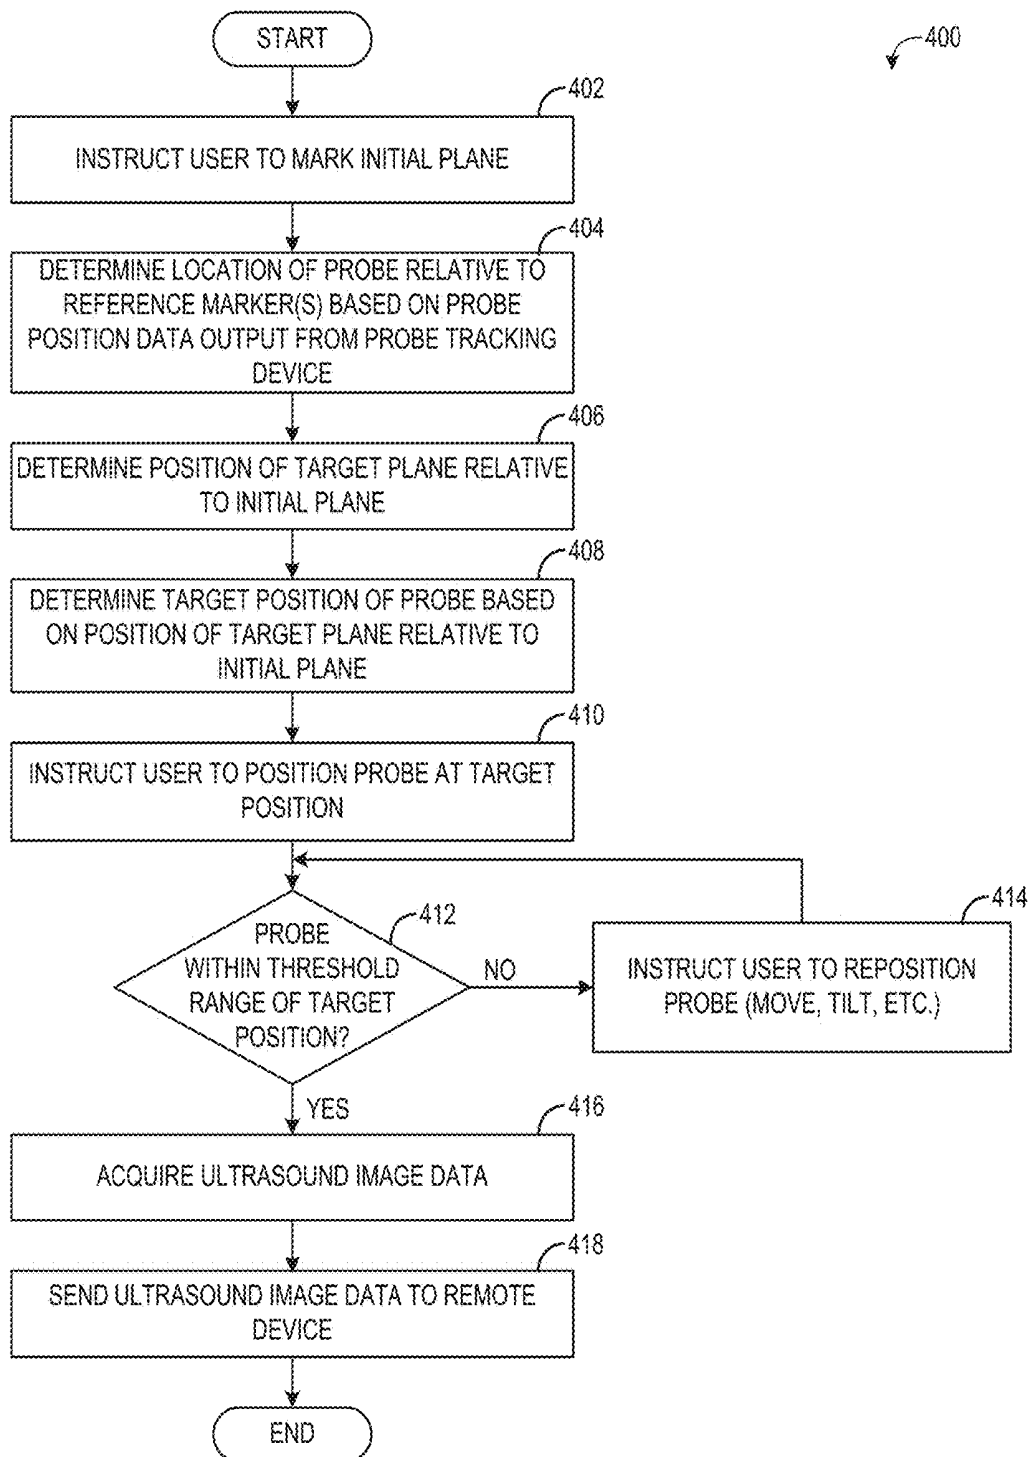 START
400
402
INSTRUCT USER TO MARK INITIAL PLANE
404
DETERMINE LOCATION OF PROBE RELATIVE TO
REFERENCE MARKER(S) BASED ON PROBE
POSITION DATA OUTPUT FROM PROBE TRACKING
DEVICE
406
DETERMINE POSITION OF TARGET PLANE RELATIVE
TO INITIAL PLANE
408
DETERMINE TARGET POSITION OF PROBE BASED
ON POSITION OF TARGET PLANE RELATIVE TO
INITIAL PLANE
410
INSTRUCT USER TO POSITION PROBE AT TARGET
POSITION
412
PROBE
WITHIN THRESHOLD
RANGE OF TARGET
POSITION?
NO
414
INSTRUCT USER TO REPOSITION
PROBE (MOVE, TILT, ETC.)
YES
416
ACQUIRE ULTRASOUND IMAGE DATA
418
SEND ULTRASOUND IMAGE DATA TO REMOTE
DEVICE
END